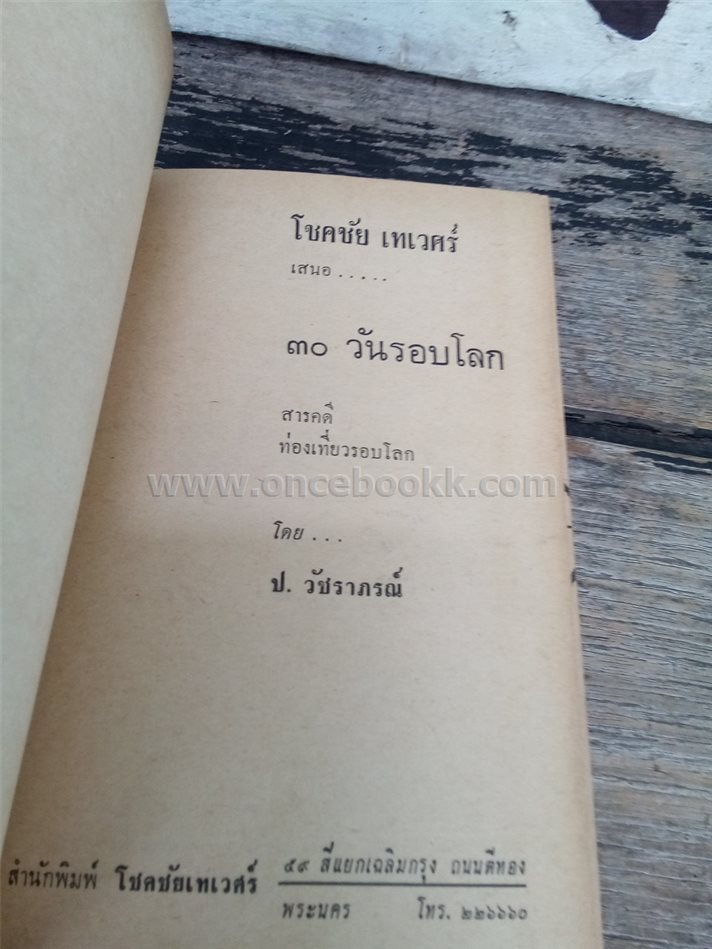 โชคชัย เทเวศร์
เสนอ . . . . .
๓๐ วันรอบโลก
สารคดี
ท่องเที่ยวรอบโลก
www.oncebookk.com
โดย . . .
ป. วัชราภรณ์
สำนักพิมพ์ โชคชัยเทเวศร์
๕๙ สี่แยกเฉลิมกรุง ถนนตีทอง
พระนคร โทร. ๒๒๖๖๖๐